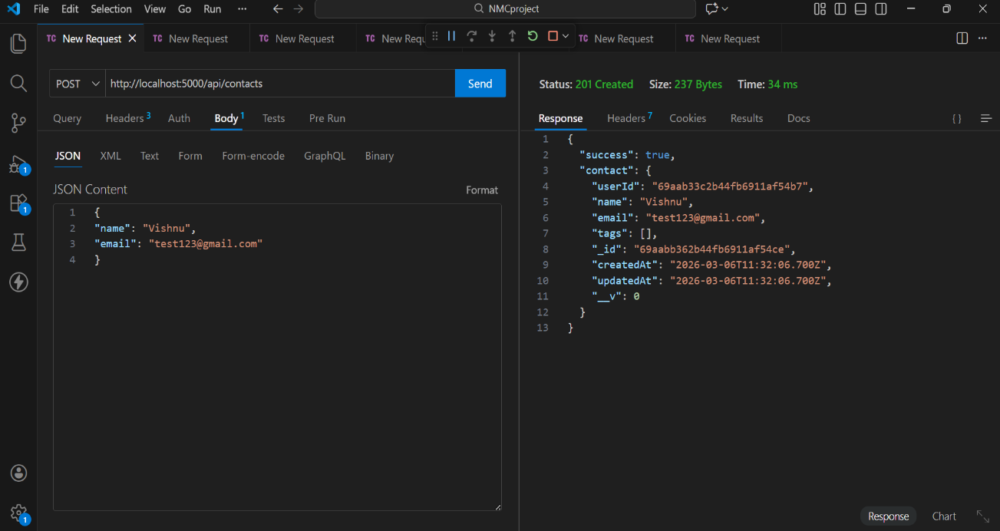 File Edit Selection View Go Run ··· NMCproject
TC New Request TC New Request TC New Request TC New Requ TC New Request TC New Request ···
POST http://localhost:5000/api/contacts Send
Query Headers 3 Auth Body 1 Tests Pre Run
JSON XML Text Form Form-encode GraphQL Binary
JSON Content Format
1 {
2 "name": "Vishnu",
3 "email": "test123@gmail.com"
4 }
Status: 201 Created Size: 237 Bytes Time: 34 ms
Response Headers 7 Cookies Results Docs {}
1 {
2 "success": true,
3 "contact": {
4 "userId": "69aab33c2b44fb6911af54b7",
5 "name": "Vishnu",
6 "email": "test123@gmail.com",
7 "tags": [],
8 "_id": "69aabb362b44fb6911af54ce",
9 "createdAt": "2026-03-06T11:32:06.700Z",
10 "updatedAt": "2026-03-06T11:32:06.700Z",
11 "__v": 0
12 }
13 }
1
1
1
Response Chart